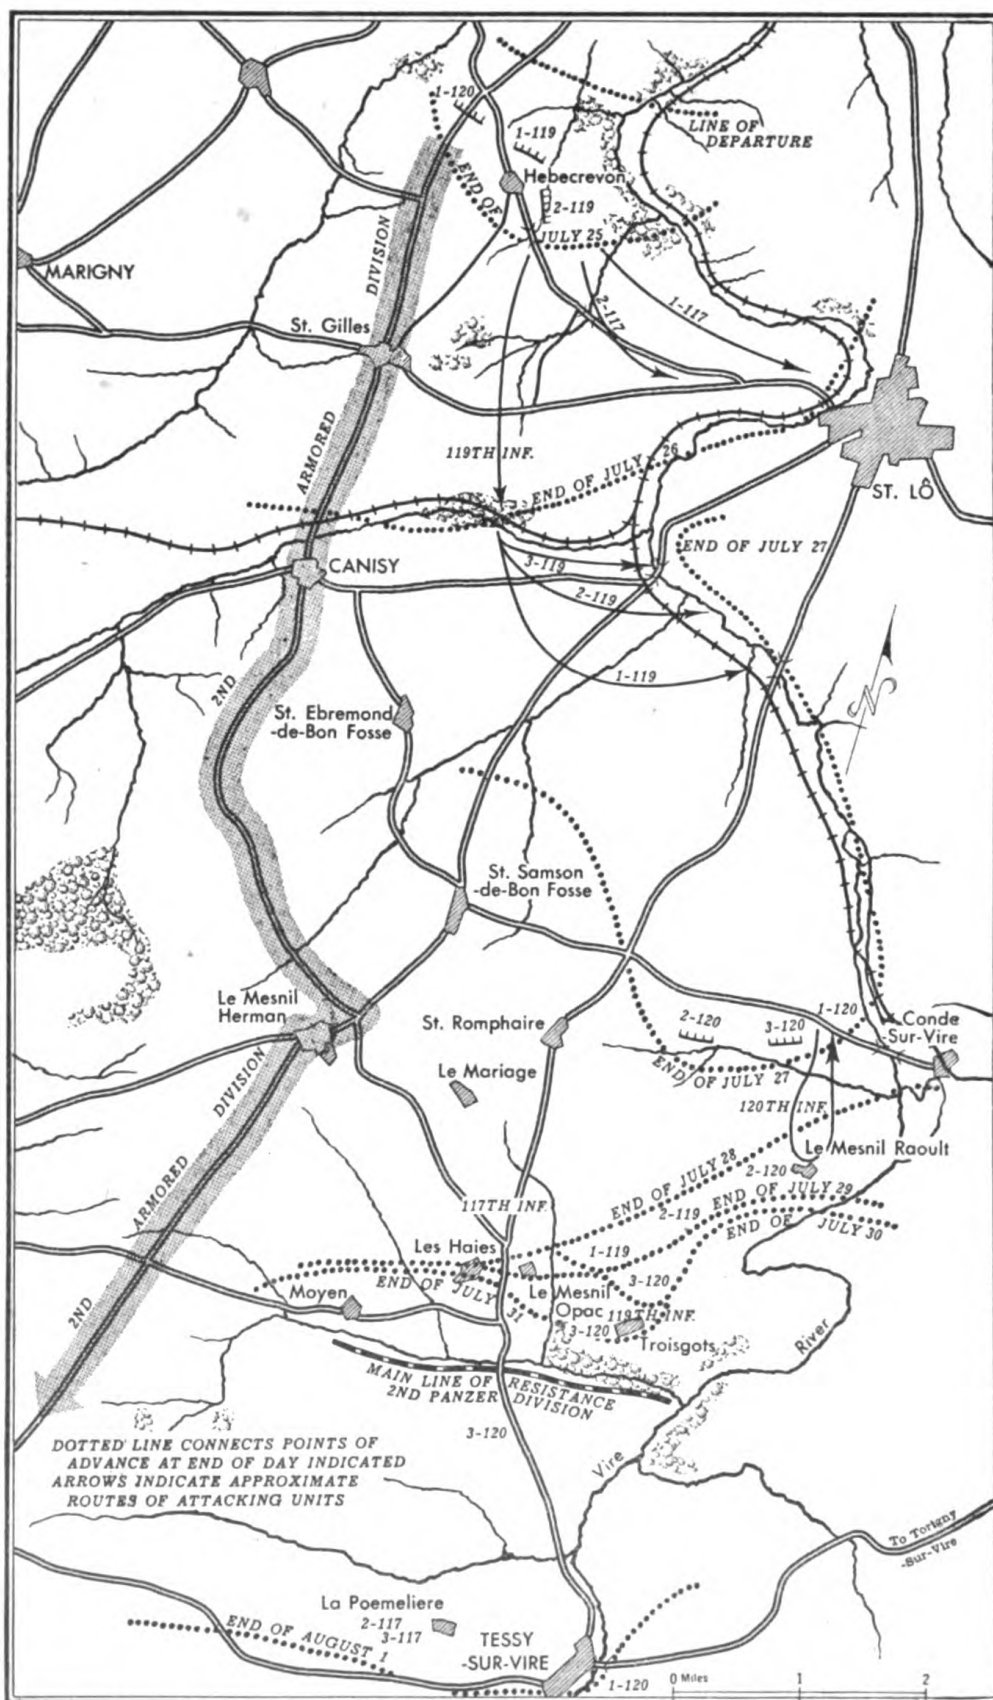 1-120
LINE OF
DEPARTURE
1-119
Hebecrevon
END OF
JULY 25
2-119
MARIGNY
DIVISION
St. Gilles
2-117
1-117
ARMORED
119TH INF.
END OF JULY 26
ST. LÔ
END OF JULY 27
CANISY
3-119
2-119
1-119
2ND
N
St. Ebremond
-de-Bon Fosse
St. Samson
-de-Bon Fosse
Le Mesnil
Herman
St. Romphaire
2-120
3-120
1-120
Conde
-Sur-Vire
END OF JULY 27
Le Mariage
DIVISION
120TH INF.
Le Mesnil Raoult
2-120
ARMORED
117TH INF.
END OF JULY 28
2-119
END OF JULY 29
END OF JULY 30
Les Haies
1-119
3-120
END OF JULY 31
Moyen
Le Mesnil
Opac
119TH INF.
3-120
Troisgots
2ND
River
MAIN LINE OF RESISTANCE
2ND PANZER DIVISION
3-120
Vire
DOTTED LINE CONNECTS POINTS OF
ADVANCE AT END OF DAY INDICATED
ARROWS INDICATE APPROXIMATE
ROUTES OF ATTACKING UNITS
To Torigny
-Sur-Vire
La Poemeliere
2-117
3-117
END OF AUGUST 1
TESSY
-SUR-VIRE
1-120
0 Miles 1 2